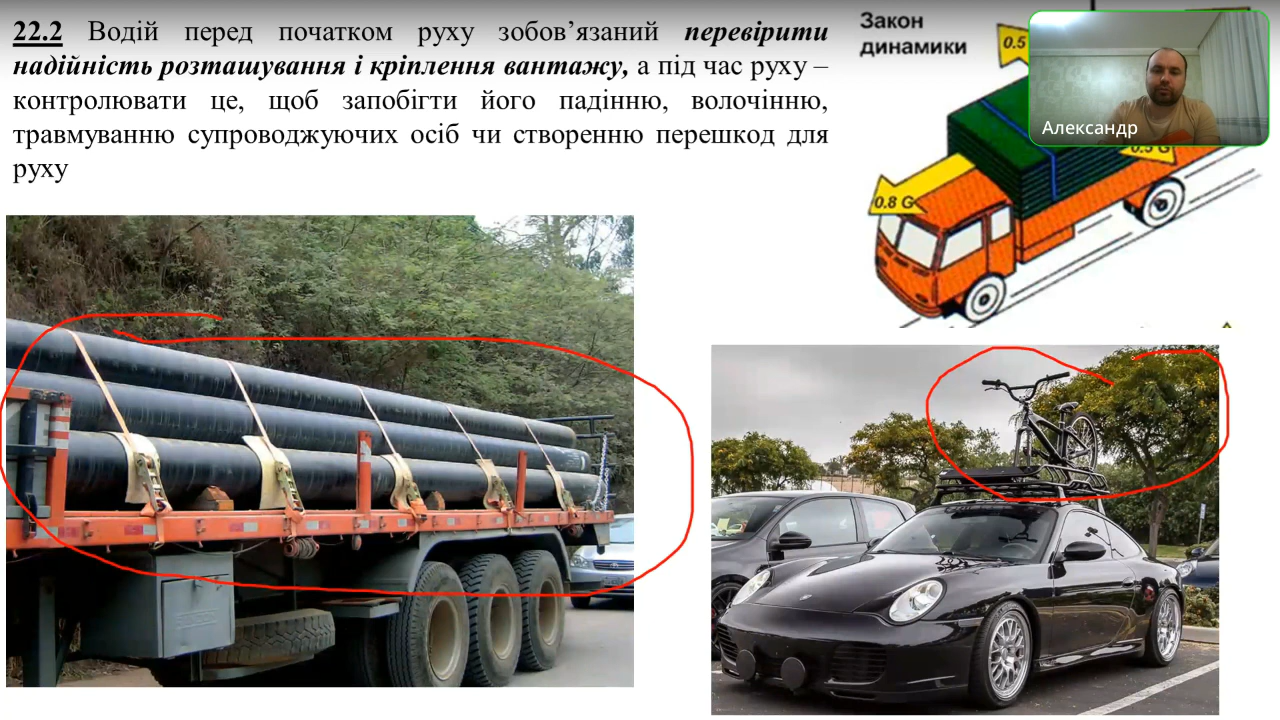 22.2 Водій перед початком руху зобов’язаний перевірити
надійність розташування і кріплення вантажу, а під час руху –
контролювати це, щоб запобігти його падінню, волочінню,
травмуванню супроводжуючих осіб чи створенню перешкод для
руху
Закон
динамики
0.5
Александр
0.5 G
0.8 G